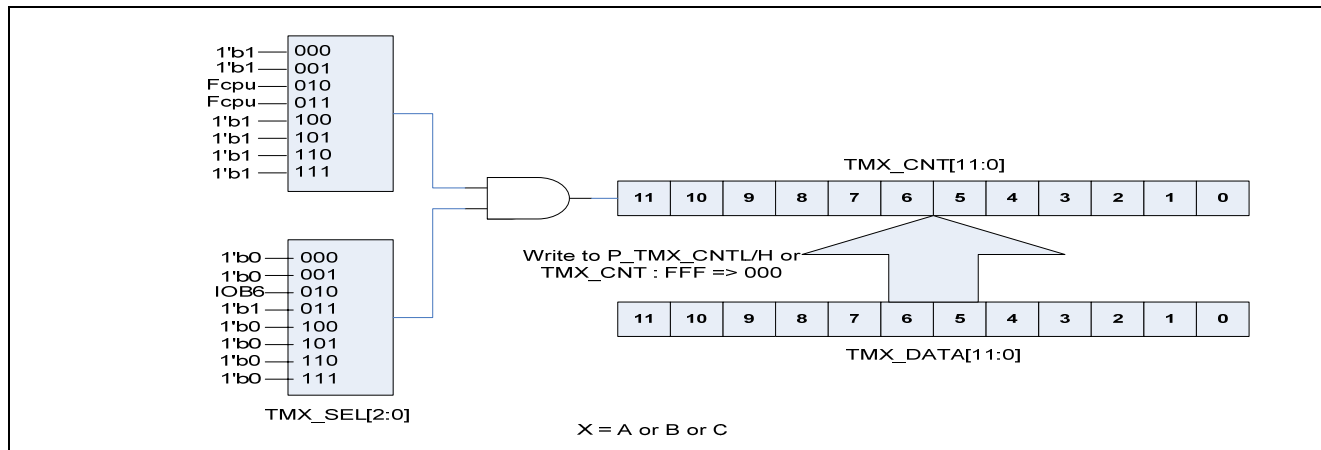 1'b1 000
1'b1 001
Fcpu 010
Fcpu 011
1'b1 100
1'b1 101
1'b1 110
1'b1 111
TMX_CNT[11:0]
11 10 9 8 7 6 5 4 3 2 1 0
1'b0 000
1'b0 001
IOB6 010
1'b1 011
1'b0 100
1'b0 101
1'b0 110
1'b0 111
TMX_SEL[2:0]
Write to P_TMX_CNTL/H or
TMX_CNT : FFF => 000
11 10 9 8 7 6 5 4 3 2 1 0
TMX_DATA[11:0]
X = A or B or C